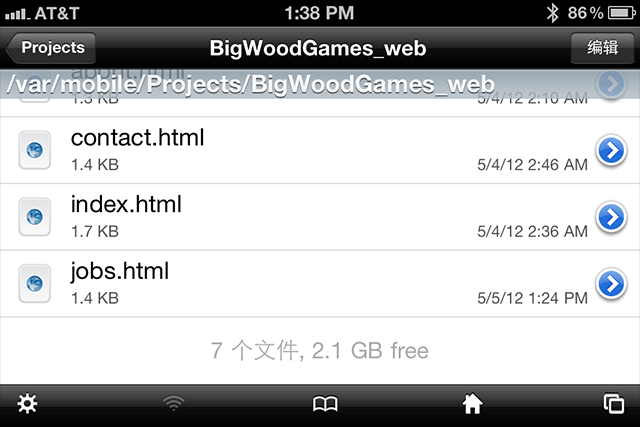 AT&T 1:38 PM 86%
Projects BigWoodGames_web 编辑
about.html
/var/mobile/Projects/BigWoodGames_web
1.3 KB 5/4/12 2:10 AM
contact.html
1.4 KB 5/4/12 2:46 AM
index.html
1.7 KB 5/4/12 2:36 AM
jobs.html
1.4 KB 5/5/12 1:24 PM
7 个文件, 2.1 GB free